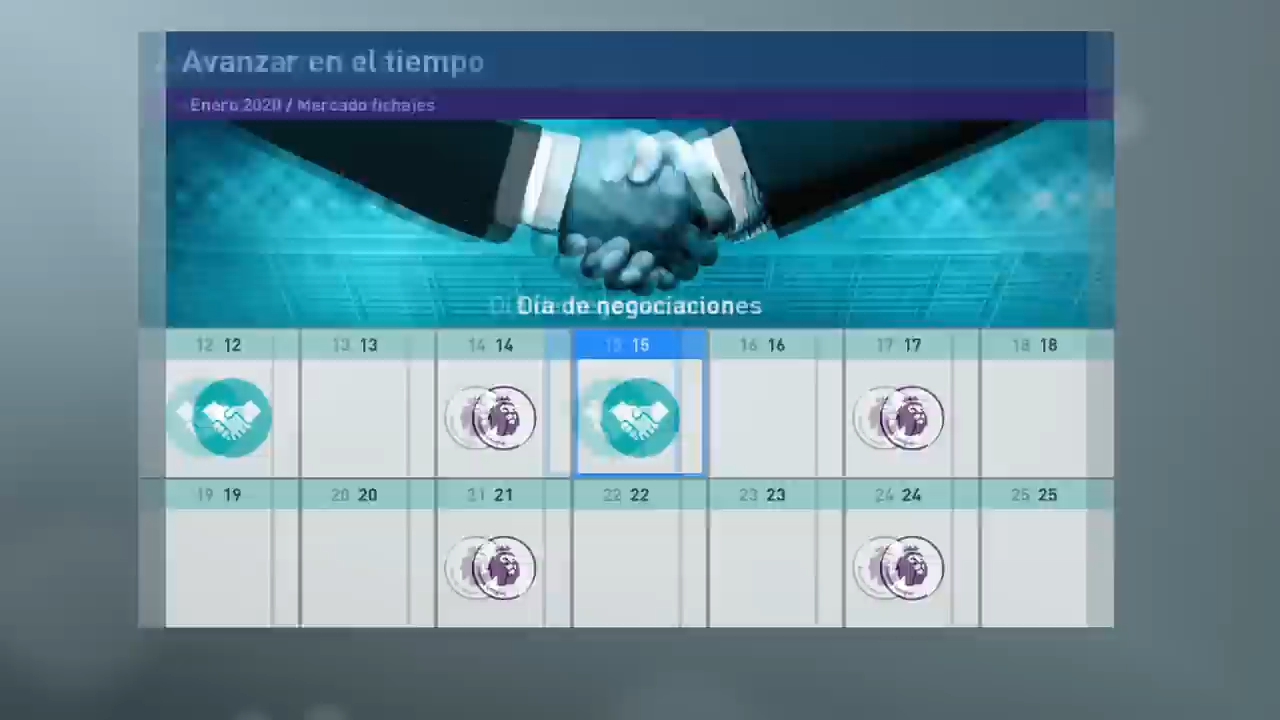 Avanzar en el tiempo
Enero 2020 / Mercado fichajes
Día de negociaciones
12 13 14 15 16 17 18
19 20 21 22 23 24 25